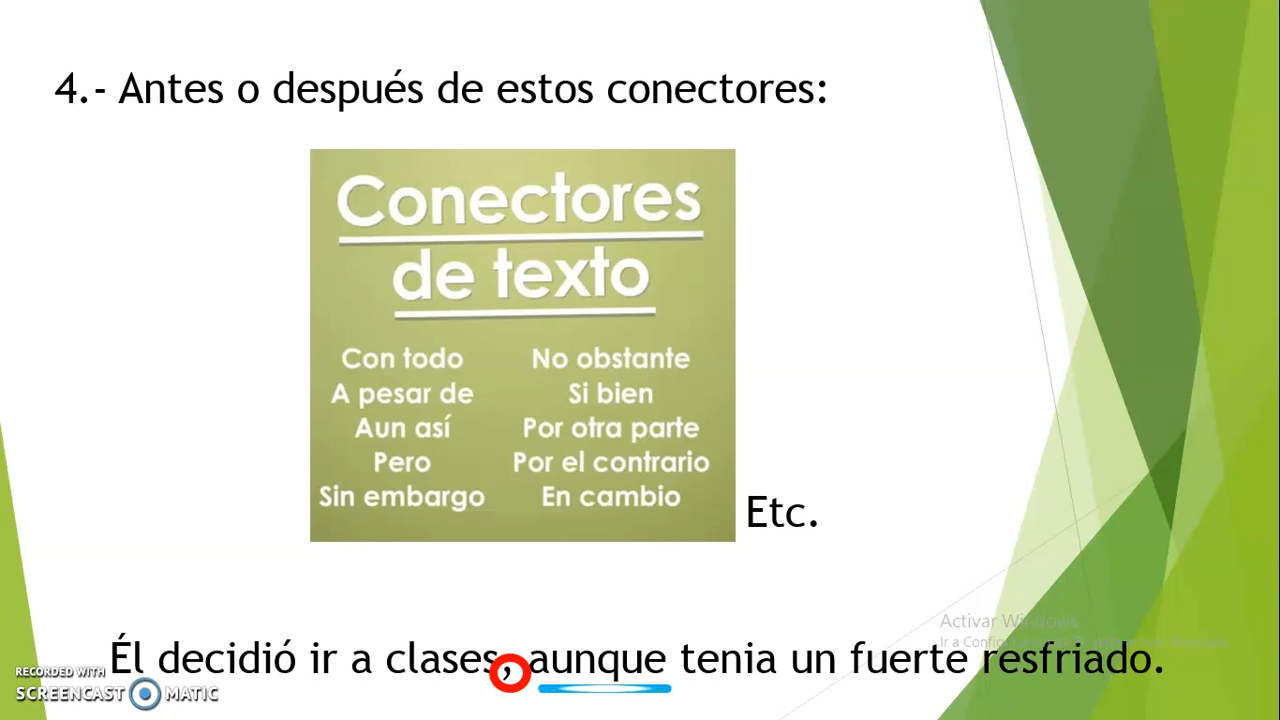 4.- Antes o después de estos conectores:
Conectores
de texto
Con todo
A pesar de
Aun así
Pero
Sin embargo
No obstante
Si bien
Por otra parte
Por el contrario
En cambio
Etc.
Activar Windows
Ir a
Él decidió ir a clases, aunque tenia un fuerte resfriado.
RECORDED WITH
SCREENCAST MATIC